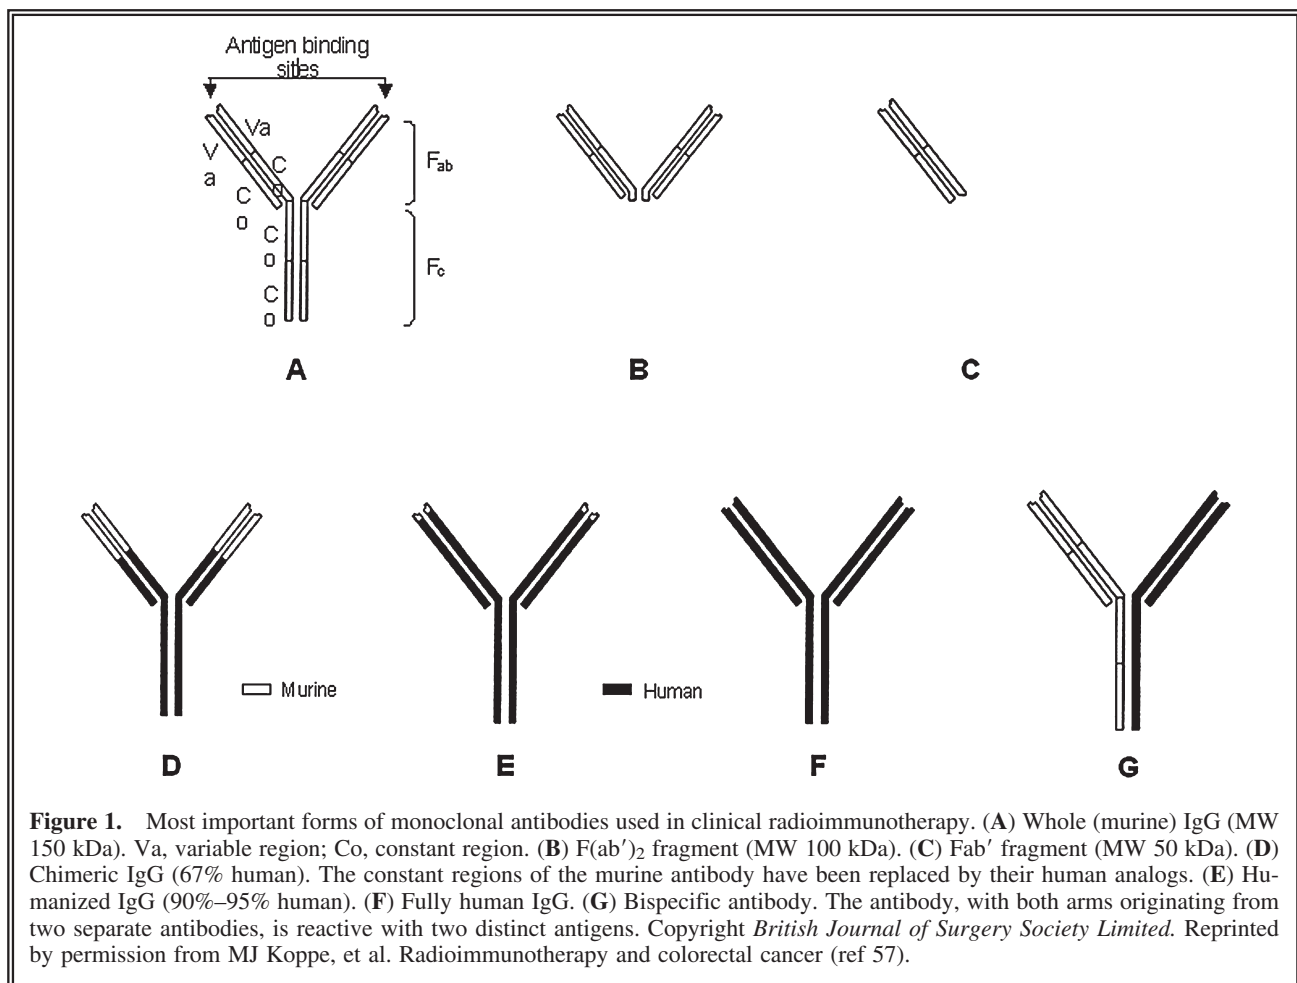 Antigen binding
sites
Va
V
a
Co
Co
Co
Co
Fab
Fc
A
B
C
Murine
Human
D
E
F
G
Figure 1. Most important forms of monoclonal antibodies used in clinical radioimmunotherapy. (A) Whole (murine) IgG (MW
150 kDa). Va, variable region; Co, constant region. (B) F(ab′)2 fragment (MW 100 kDa). (C) Fab′ fragment (MW 50 kDa). (D)
Chimeric IgG (67% human). The constant regions of the murine antibody have been replaced by their human analogs. (E) Hu-
manized IgG (90%–95% human). (F) Fully human IgG. (G) Bispecific antibody. The antibody, with both arms originating from
two separate antibodies, is reactive with two distinct antigens. Copyright British Journal of Surgery Society Limited. Reprinted
by permission from MJ Koppe, et al. Radioimmunotherapy and colorectal cancer (ref 57).